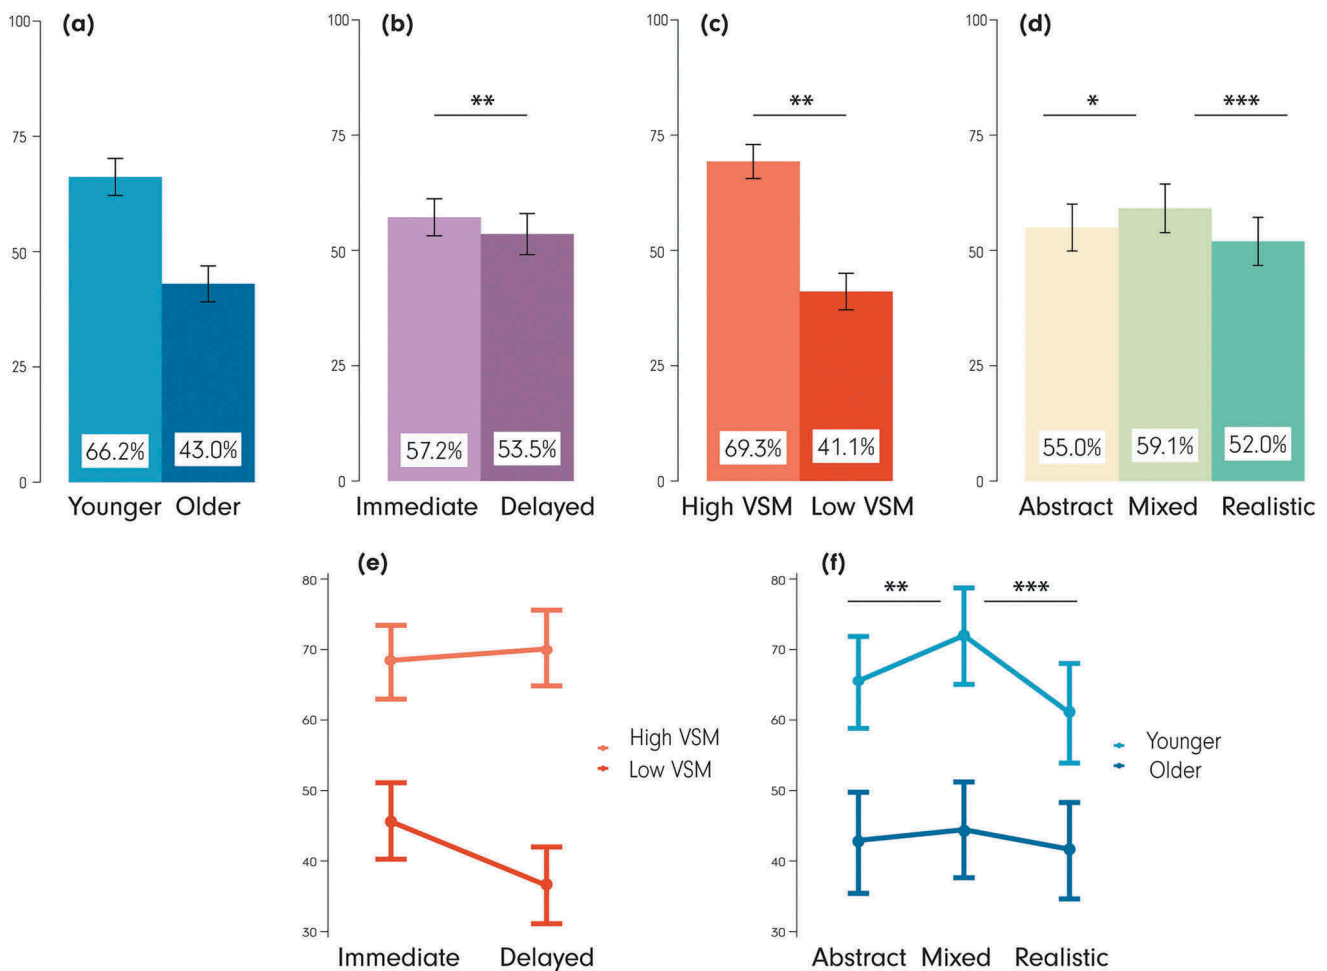 (a)
100
75
50
25
0
66.2%
43.0%
Younger Older
(b)
100
75
50
25
0
**
57.2%
53.5%
Immediate Delayed
(c)
100
75
50
25
0
**
69.3%
41.1%
High VSM Low VSM
(d)
100
75
50
25
0
*
***
55.0%
59.1%
52.0%
Abstract Mixed Realistic
(e)
80
70
60
50
40
30
High VSM
Low VSM
Immediate Delayed
(f)
80
70
60
50
40
30
**
***
Younger
Older
Abstract Mixed Realistic